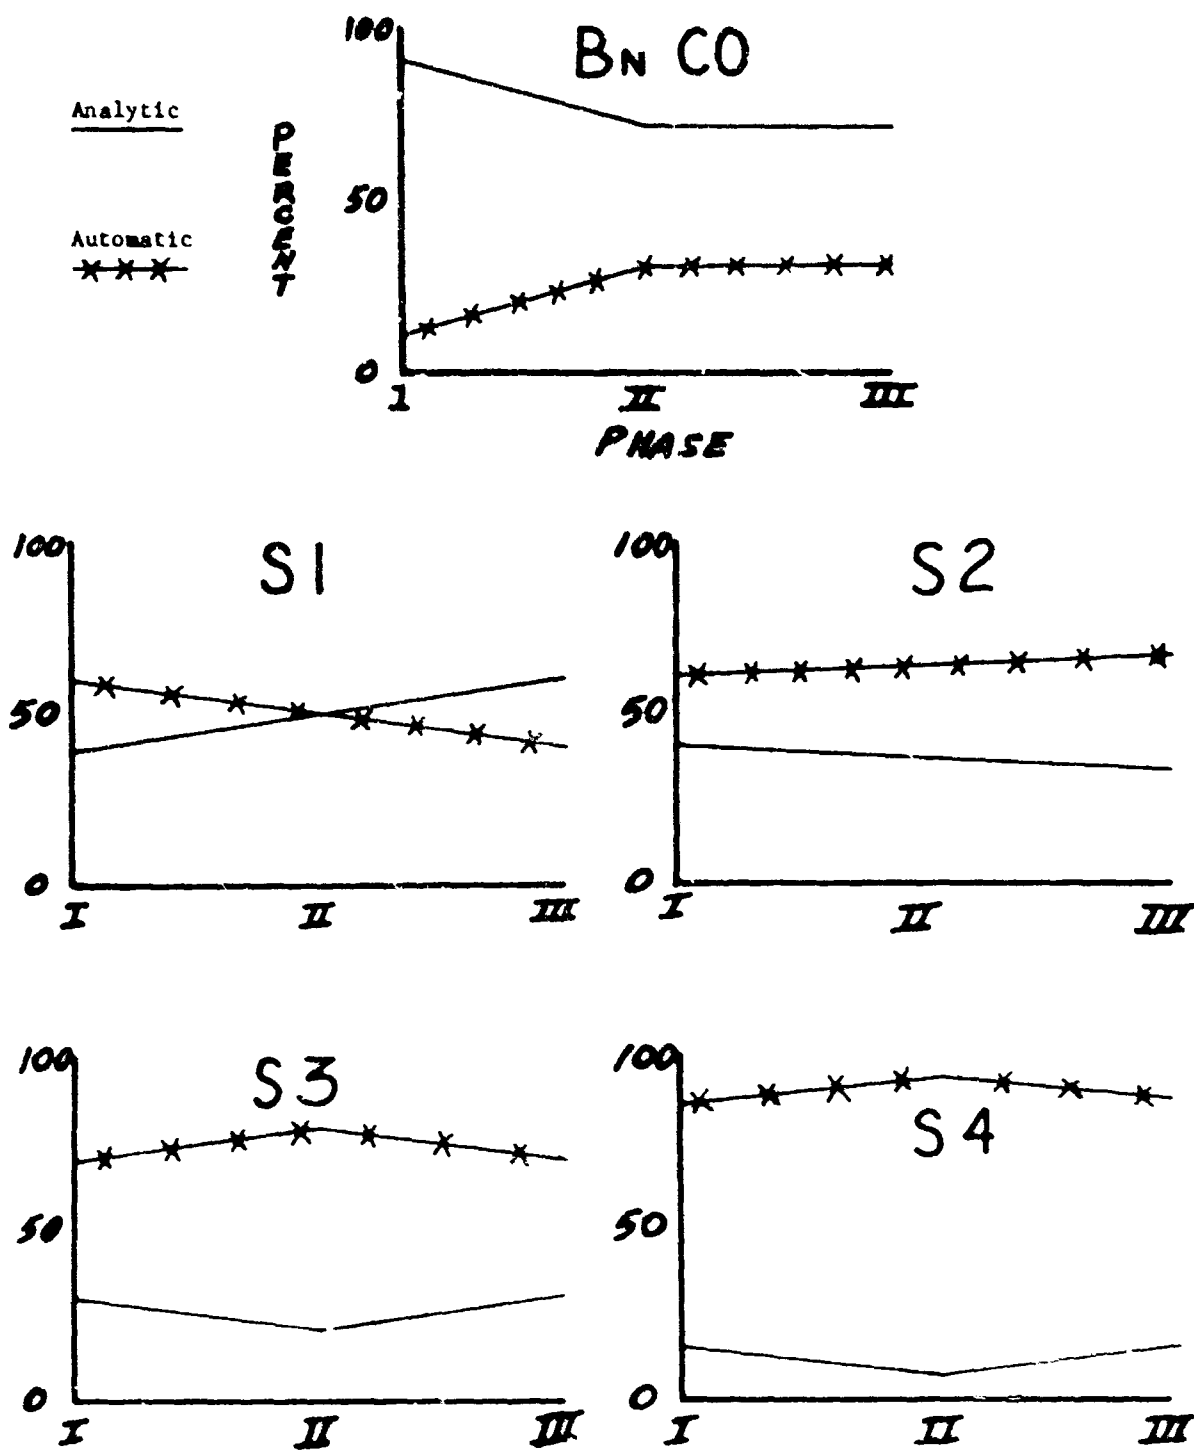 100
BN CO
Analytic
PERCENT
50
Automatic
0
I II III
PHASE
100
S1
50
0
I II III
100
S2
50
0
I II III
100
S3
50
0
I II III
100
S4
50
0
I II III